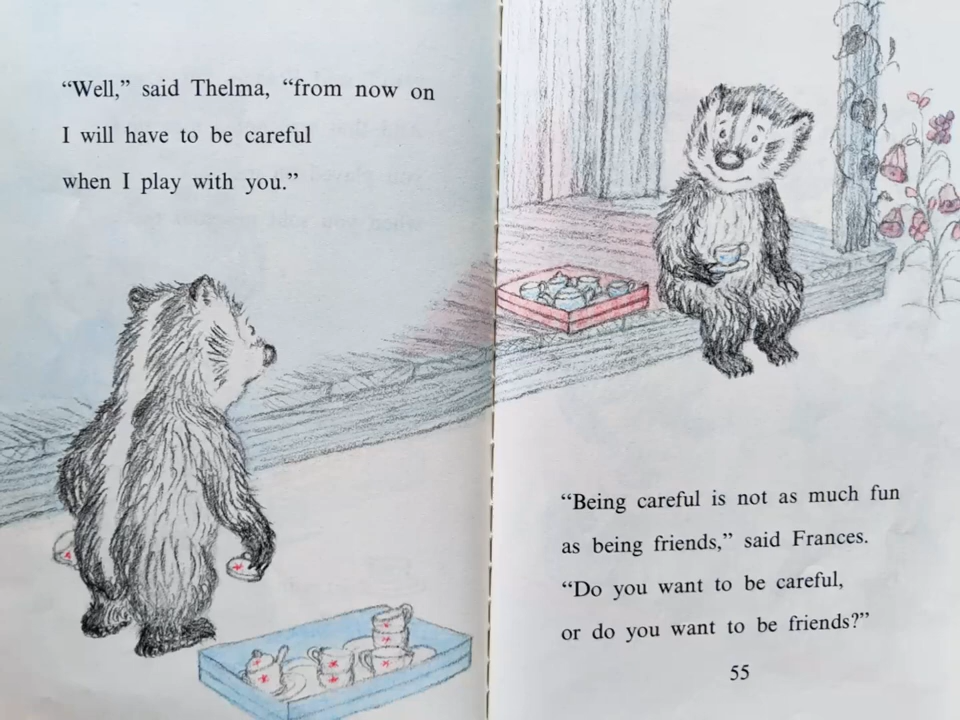 “Well,” said Thelma, “from now on
I will have to be careful
when I play with you.”
“Being careful is not as much fun
as being friends,” said Frances.
“Do you want to be careful,
or do you want to be friends?”
55